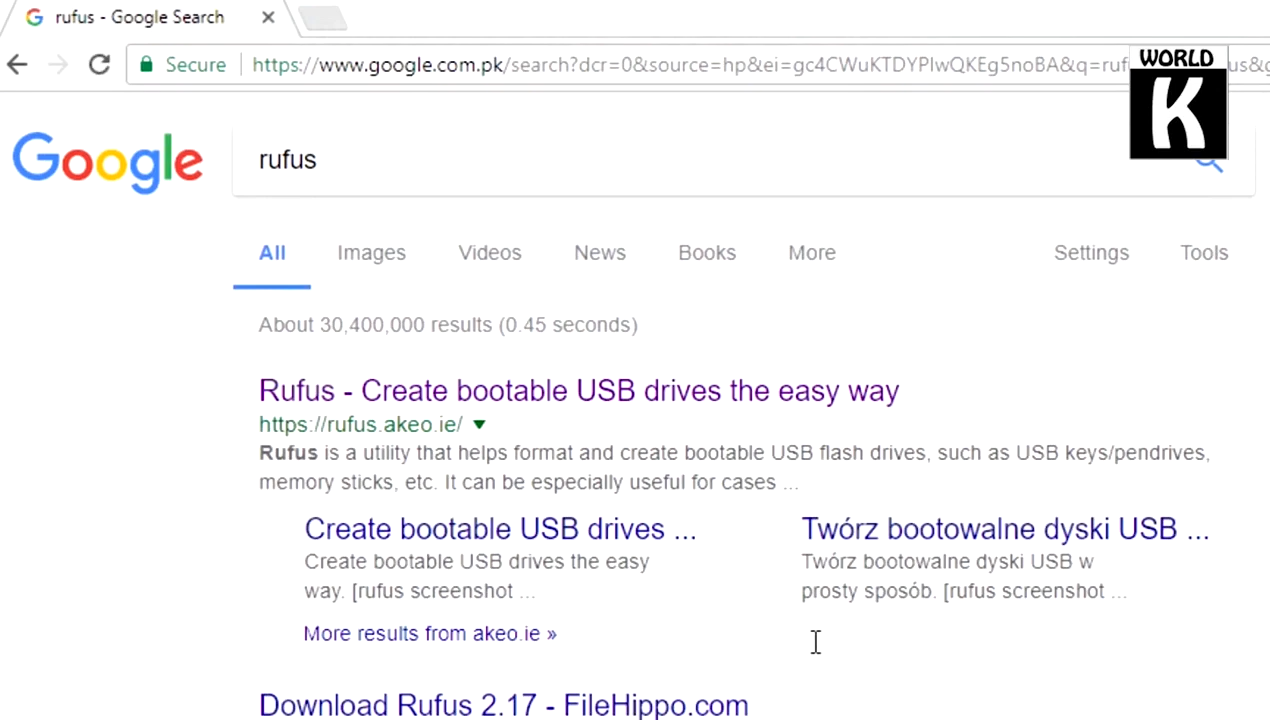 rufus - Google Search
Secure https://www.google.com.pk/search?dcr=0&source=hp&ei=gc4CWuKTDYPIwQKEg5noBA&q=ruf us&g
WORLD
K
Google rufus
All Images Videos News Books More Settings Tools
About 30,400,000 results (0.45 seconds)
Rufus - Create bootable USB drives the easy way
https://rufus.akeo.ie/
Rufus is a utility that helps format and create bootable USB flash drives, such as USB keys/pendrives,
memory sticks, etc. It can be especially useful for cases ...
Create bootable USB drives ... Twórz bootowalne dyski USB ...
Create bootable USB drives the easy Twórz bootowalne dyski USB w
way. [rufus screenshot ... prosty sposób. [rufus screenshot ...
More results from akeo.ie »
Download Rufus 2.17 - FileHippo.com